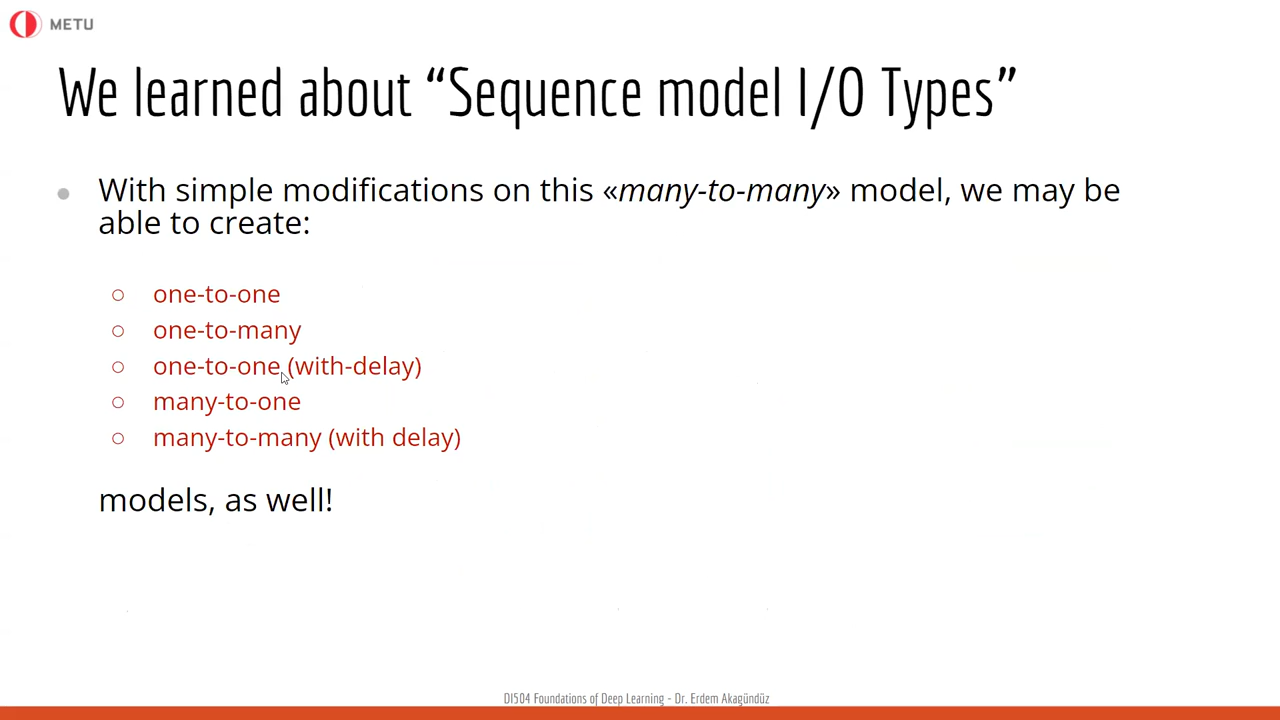 METU
We learned about “Sequence model I/O Types”
With simple modifications on this «many-to-many» model, we may be
able to create:
one-to-one
one-to-many
one-to-one (with-delay)
many-to-one
many-to-many (with delay)
models, as well!
DI504 Foundations of Deep Learning - Dr. Erdem Akagündüz